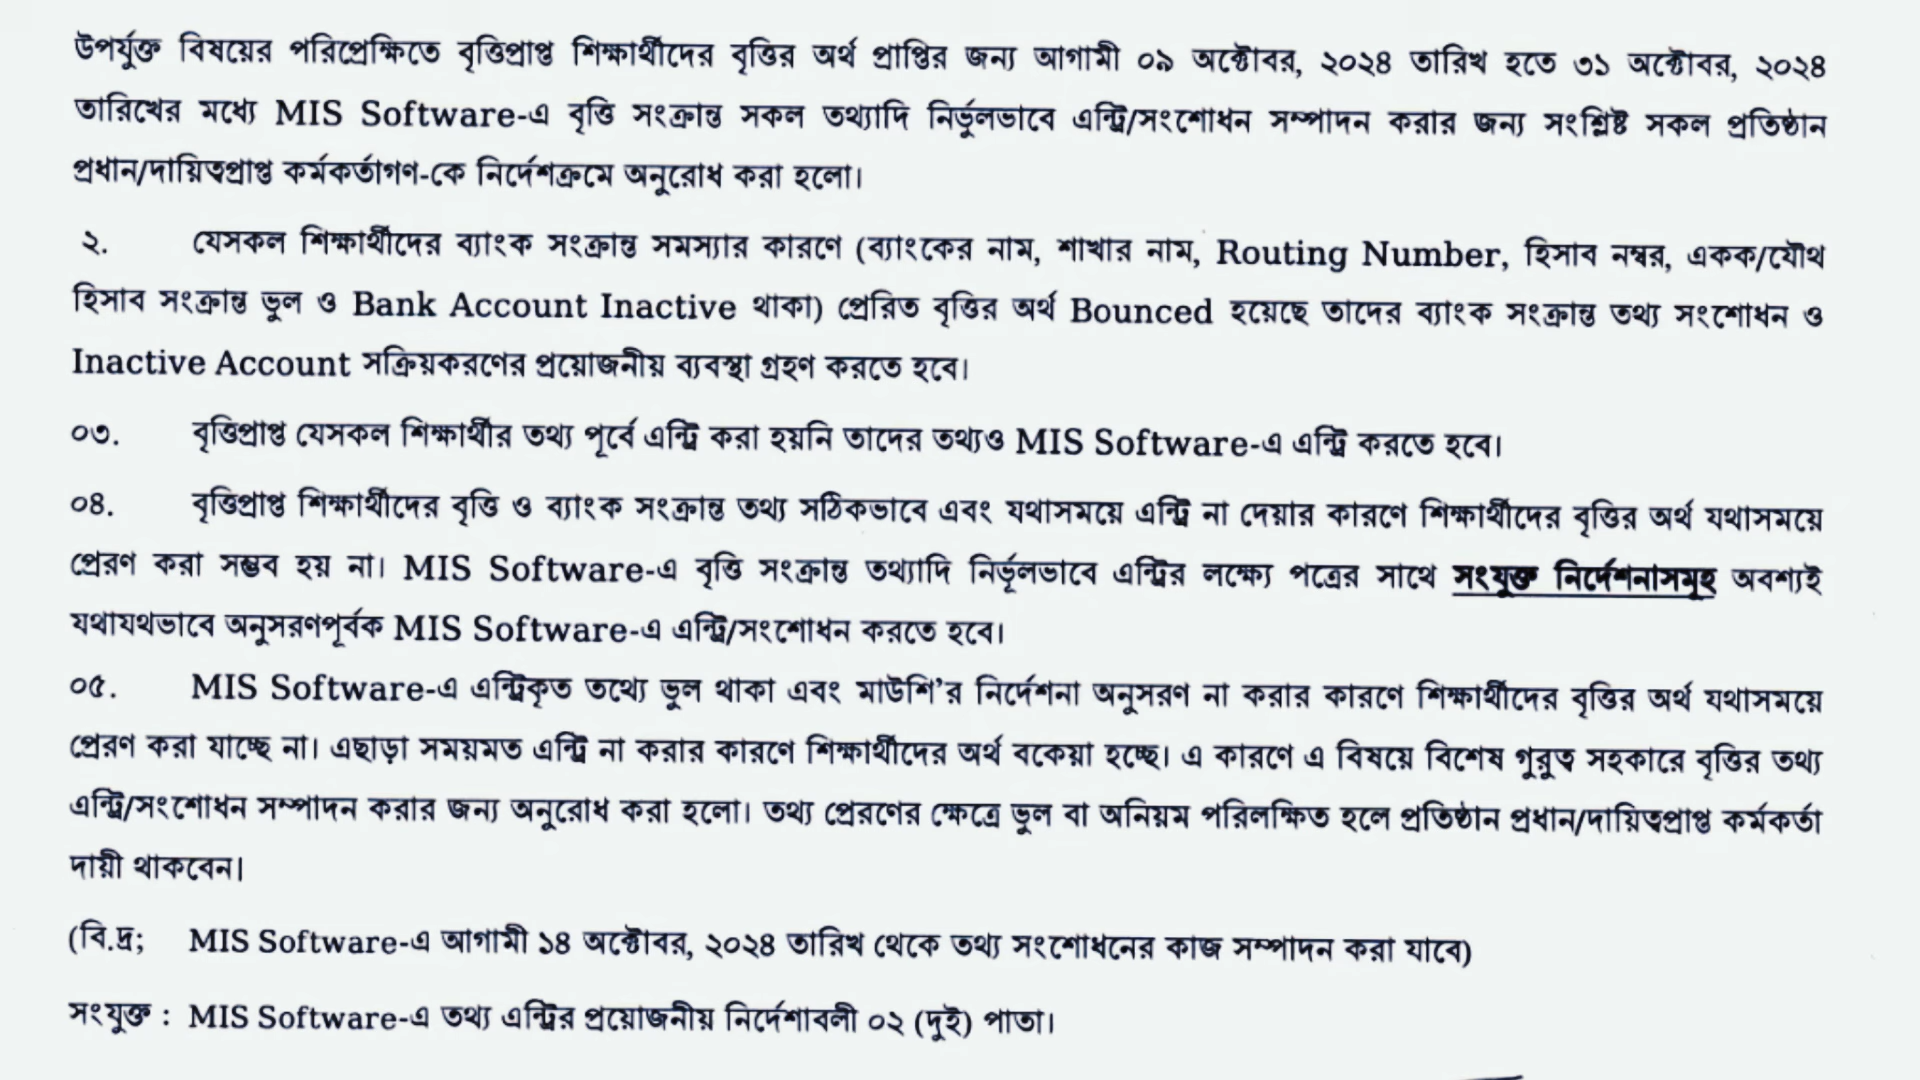 উপর্যুক্ত বিষয়ের পরিপ্রেক্ষিতে বৃত্তিপ্রাপ্ত শিক্ষার্থীদের বৃত্তির অর্থ প্রাপ্তির জন্য আগামী ০৯ অক্টোবর, ২০২৪ তারিখ হতে ৩১ অক্টোবর, ২০২৪
তারিখের মধ্যে MIS Software-এ বৃত্তি সংক্রান্ত সকল তথ্যাদি নির্ভুলভাবে এন্ট্রি/সংশোধন সম্পাদন করার জন্য সংশ্লিষ্ট সকল প্রতিষ্ঠান
প্রধান/দায়িত্বপ্রাপ্ত কর্মকর্তাগণ-কে নির্দেশক্রমে অনুরোধ করা হলো।
২. যেসকল শিক্ষার্থীদের ব্যাংক সংক্রান্ত সমস্যার কারণে (ব্যাংকের নাম, শাখার নাম, Routing Number, হিসাব নম্বর, একক/যৌথ
হিসাব সংক্রান্ত ভুল ও Bank Account Inactive থাকা) প্রেরিত বৃত্তির অর্থ Bounced হয়েছে তাদের ব্যাংক সংক্রান্ত তথ্য সংশোধন ও
Inactive Account সক্রিয়করণের প্রয়োজনীয় ব্যবস্থা গ্রহণ করতে হবে।
০৩. বৃত্তিপ্রাপ্ত যেসকল শিক্ষার্থীর তথ্য পূর্বে এন্ট্রি করা হয়নি তাদের তথ্যও MIS Software-এ এন্ট্রি করতে হবে।
০৪. বৃত্তিপ্রাপ্ত শিক্ষার্থীদের বৃত্তি ও ব্যাংক সংক্রান্ত তথ্য সঠিকভাবে এবং যথাসময়ে এন্ট্রি না দেয়ার কারণে শিক্ষার্থীদের বৃত্তির অর্থ যথাসময়ে
প্রেরণ করা সম্ভব হয় না। MIS Software-এ বৃত্তি সংক্রান্ত তথ্যাদি নির্ভূলভাবে এন্ট্রির লক্ষ্যে পত্রের সাথে সংযুক্ত নির্দেশনাসমূহ অবশ্যই
যথাযথভাবে অনুসরণপূর্বক MIS Software-এ এন্ট্রি/সংশোধন করতে হবে।
০৫. MIS Software-এ এন্ট্রিকৃত তথ্যে ভুল থাকা এবং মাউশি’র নির্দেশনা অনুসরণ না করার কারণে শিক্ষার্থীদের বৃত্তির অর্থ যথাসময়ে
প্রেরণ করা যাচ্ছে না। এছাড়া সময়মত এন্ট্রি না করার কারণে শিক্ষার্থীদের অর্থ বকেয়া হচ্ছে। এ কারণে এ বিষয়ে বিশেষ গুরুত্ব সহকারে বৃত্তির তথ্য
এন্ট্রি/সংশোধন সম্পাদন করার জন্য অনুরোধ করা হলো। তথ্য প্রেরণের ক্ষেত্রে ভুল বা অনিয়ম পরিলক্ষিত হলে প্রতিষ্ঠান প্রধান/দায়িত্বপ্রাপ্ত কর্মকর্তা
দায়ী থাকবেন।
(বি.দ্র; MIS Software-এ আগামী ১৪ অক্টোবর, ২০২৪ তারিখ থেকে তথ্য সংশোধনের কাজ সম্পাদন করা যাবে)
সংযুক্ত : MIS Software-এ তথ্য এন্ট্রির প্রয়োজনীয় নির্দেশাবলী ০২ (দুই) পাতা।